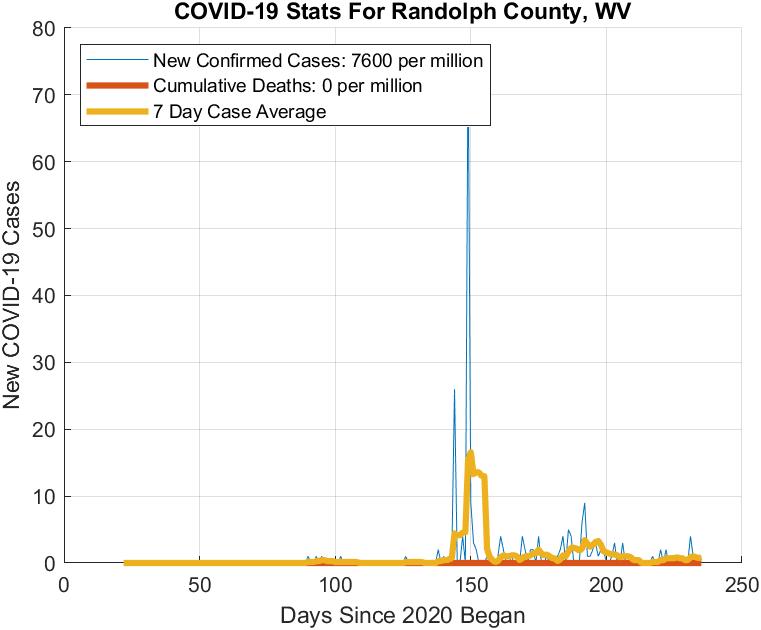 COVID-19 Stats For Randolph County, WV
80
70
60
50
40
30
20
10
0
New COVID-19 Cases
New Confirmed Cases: 7600 per million
Cumulative Deaths: 0 per million
7 Day Case Average
0
50
100
150
200
250
Days Since 2020 Began